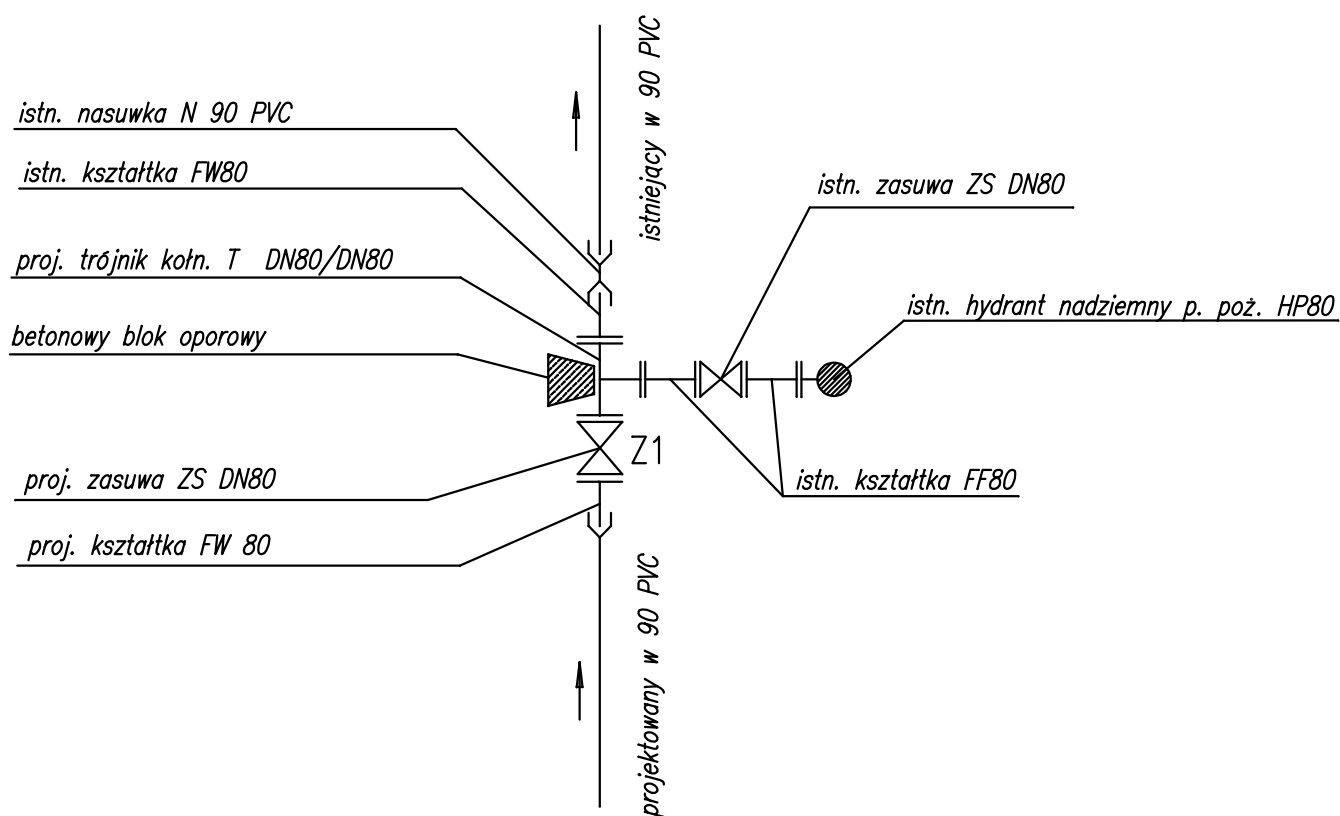 istn. nasuwka N 90 PVC
istn. kształtka FW80
proj. trójnik kołn. T DN80/DN80
betonowy blok oporowy
proj. zasuwa ZS DN80
proj. kształtka FW 80
istniejący w 90 PVC
istn. zasuwa ZS DN80
istn. hydrant nadziemny p. poż. HP80
Z1
istn. kształtka FF80
projektowany w 90 PVC